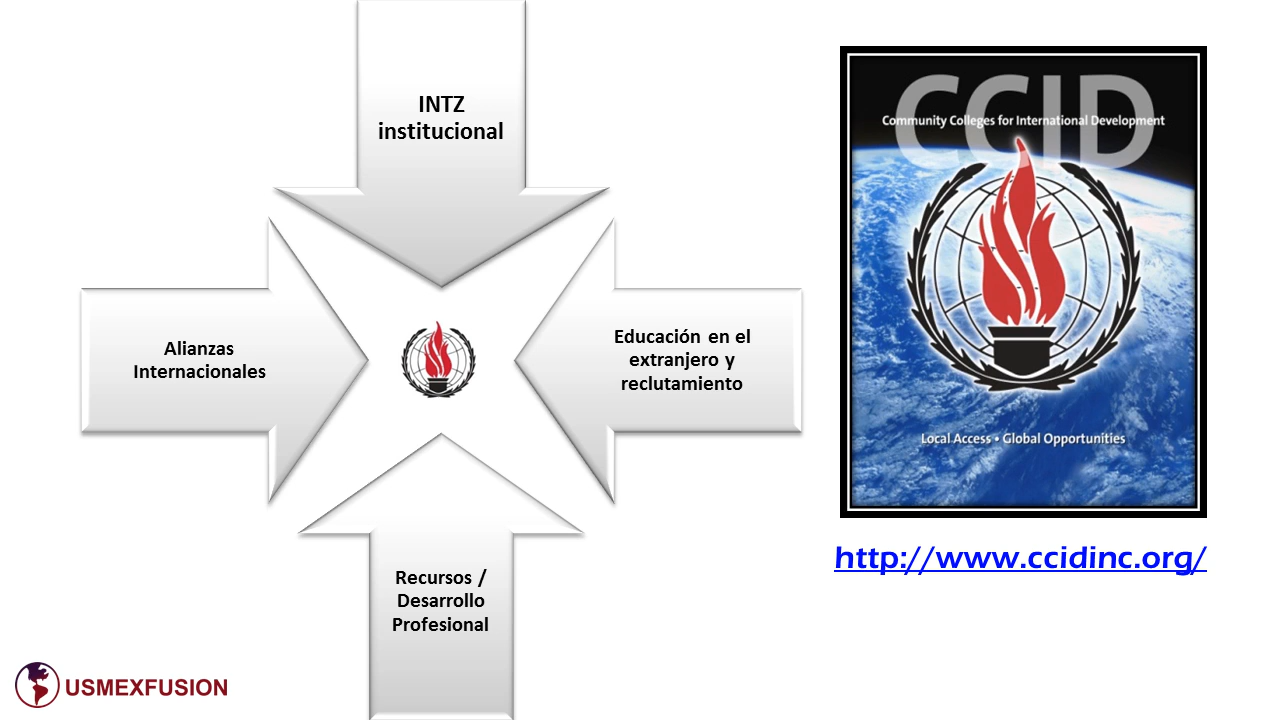 INTZ
institucional
Alianzas
Internacionales
Educación en el
extranjero y
reclutamiento
Recursos /
Desarrollo
Profesional
CCID
Community Colleges for International Development
Local Access • Global Opportunities
http://www.ccidinc.org/
USMEXFUSION